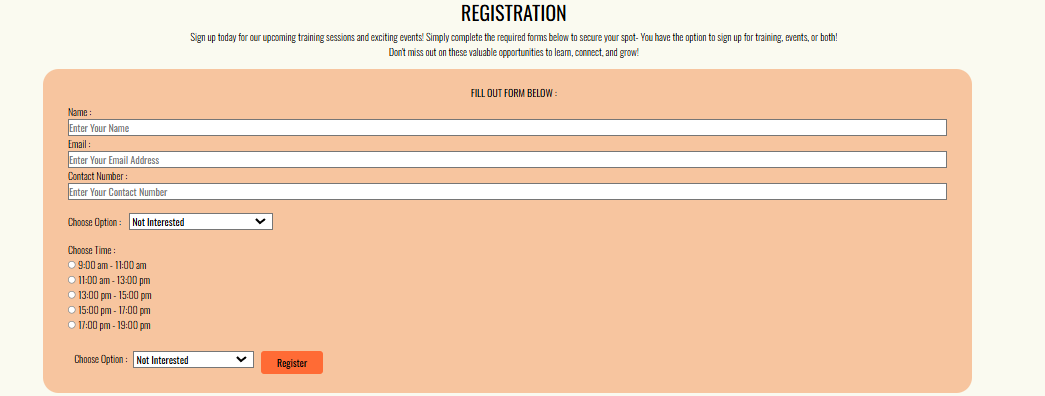 REGISTRATION
Sign up today for our upcoming training sessions and exciting events! Simply complete the required forms below to secure your spot- You have the option to sign up for training, events, or both!
Don't miss out on these valuable opportunities to learn, connect, and grow!
FILL OUT FORM BELOW :
Name :
Enter Your Name
Email :
Enter Your Email Address
Contact Number :
Enter Your Contact Number
Choose Option : Not Interested
Choose Time :
9:00 am - 11:00 am
11:00 am - 13:00 pm
13:00 pm - 15:00 pm
15:00 pm - 17:00 pm
17:00 pm - 19:00 pm
Choose Option : Not Interested Register